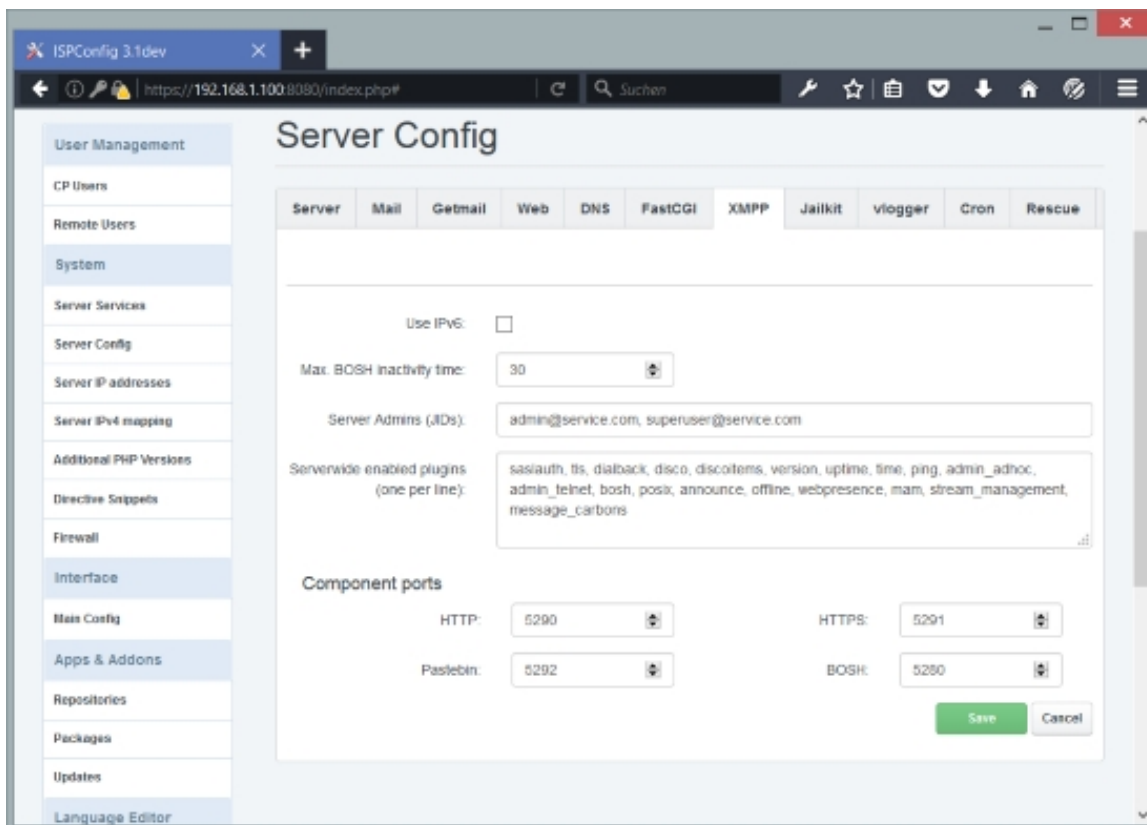 ISPConfig 3.1dev
https://192.168.1.100:8080/index.php#
Suchen
User Management
CP Users
Remote Users
System
Server Services
Server Config
Server IP addresses
Server IPv4 mapping
Additional PHP Versions
Directive Snippets
Firewall
Interface
Main Config
Apps & Addons
Repositories
Packages
Updates
Language Editor
Server Config
Server Mail Getmail Web DNS FastCGI XMPP Jailkit vlogger Cron Rescue
Use IPv6:
Max. BOSH inactivity time: 30
Server Admins (JIDs): admin@service.com, superuser@service.com
Serverwide enabled plugins
(one per line):
saslauth, tls, dialback, disco, discoitems, version, uptime, time, ping, admin_adhoc,
admin_telnet, bosh, posix, announce, offline, webpresence, mam, stream_management,
message_carbons
Component ports
HTTP: 5290 HTTPS: 5291
Pastebin: 5292 BOSH: 5280
Save Cancel